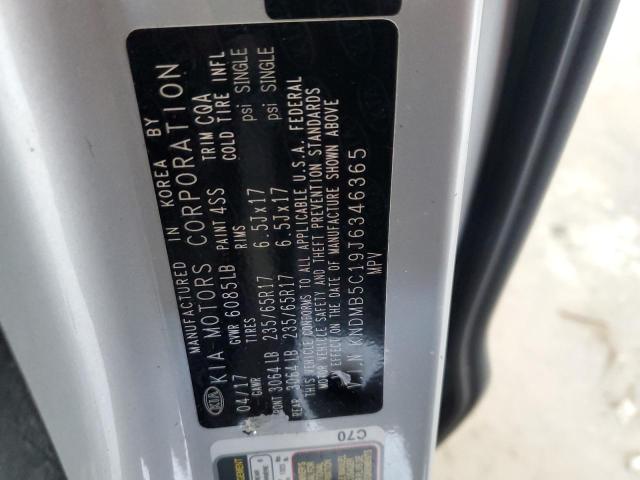 MANUFACTURED IN KOREA BY
KIA KIA MOTORS CORPORATION
04/17 GVWR 6085LB PAINT 4SS TRIM CQA
GAWR TIRES RIMS COLD TIRE INFL
FRONT 3064LB 235/65R17 6.5Jx17 psi SINGLE
REAR 3064LB 235/65R17 6.5Jx17 psi SINGLE
THIS VEHICLE CONFORMS TO ALL APPLICABLE U.S.A. FEDERAL
MOTOR VEHICLE SAFETY AND THEFT PREVENTION STANDARDS
IN EFFECT ON THE DATE OF MANUFACTURE SHOWN ABOVE
V.I.N KNDMB5C19J6346365
MPV
C70